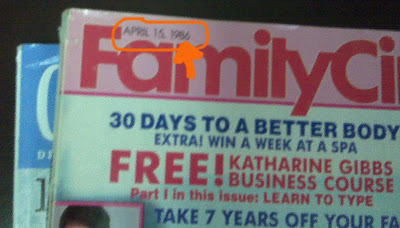 APRIL 15, 1986
FamilyCi
30 DAYS TO A BETTER BODY
EXTRA! WIN A WEEK AT A SPA
FREE! KATHARINE GIBBS
BUSINESS COURSE
Part I in this issue: LEARN TO TYPE
TAKE 7 YEARS OFF YOUR FA